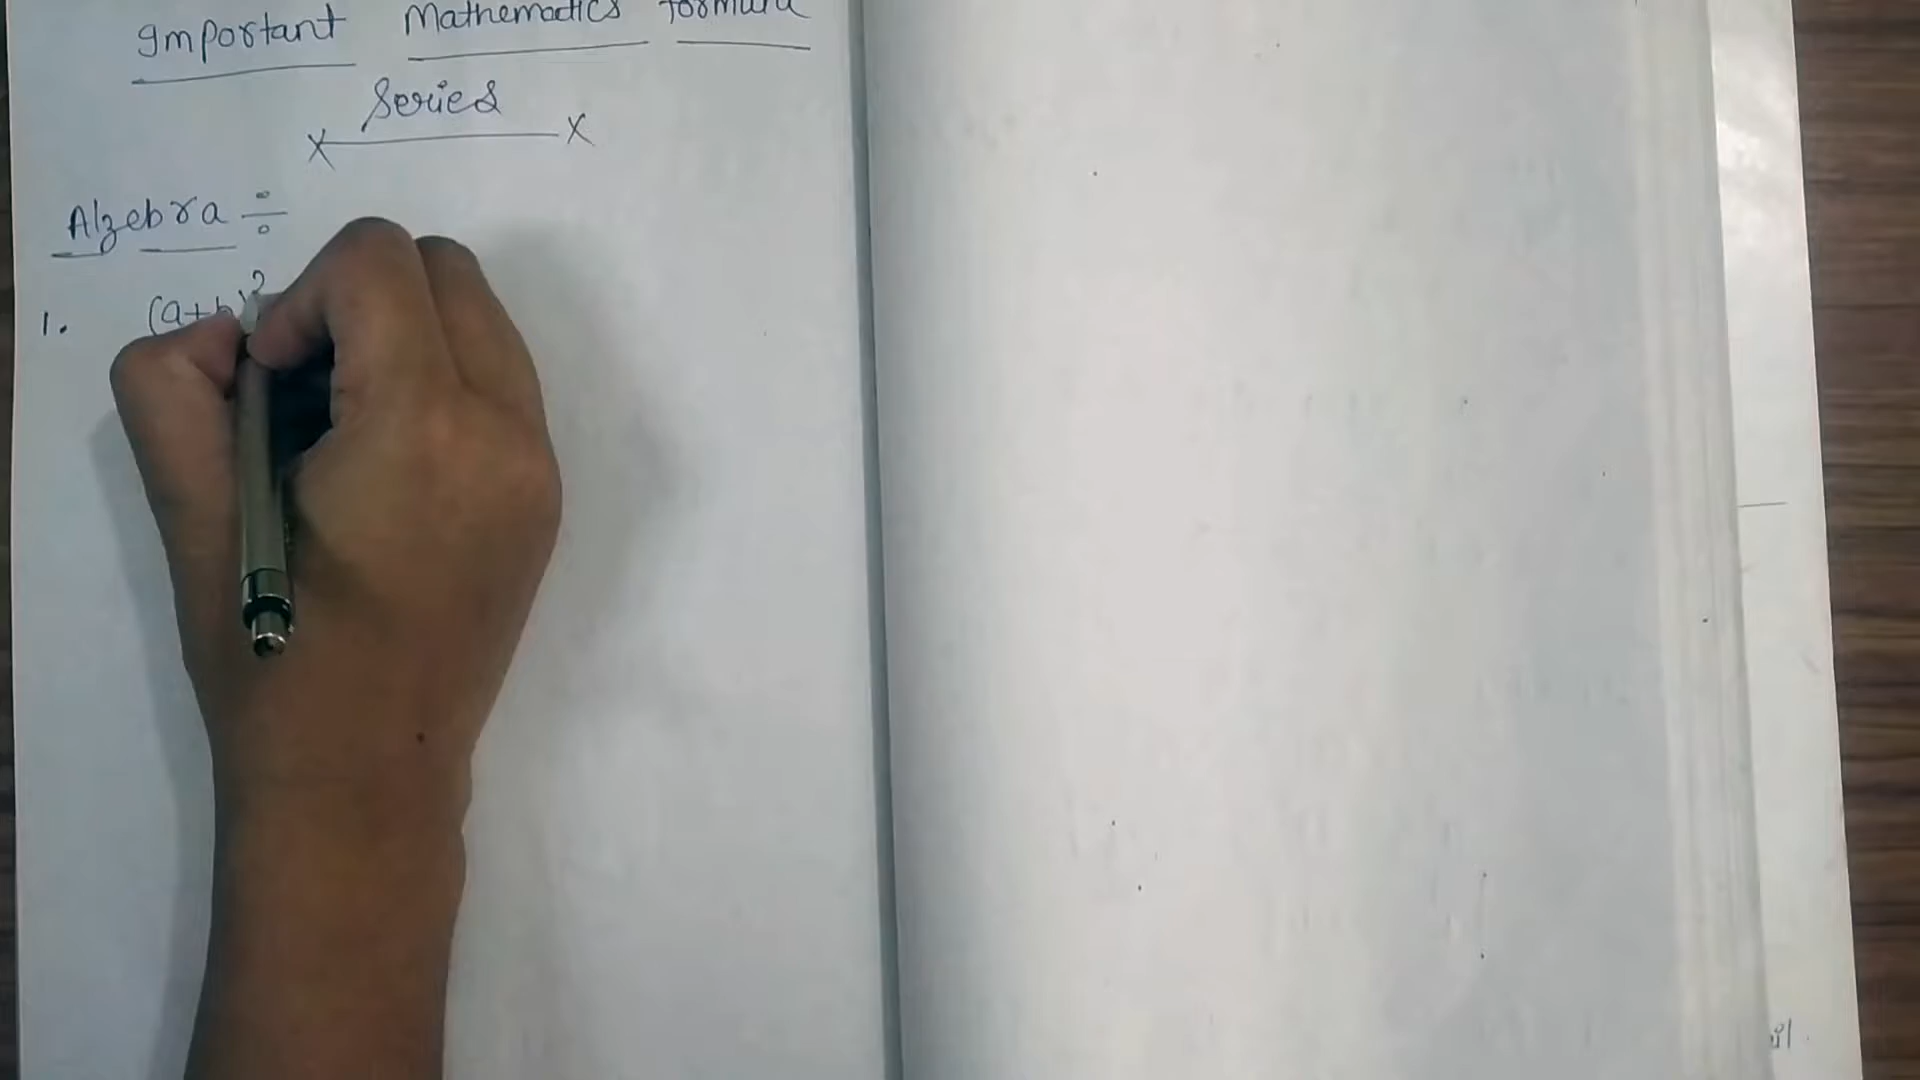 Important Mathematics formula
Series
Alzebra ÷
1. (a+b)²